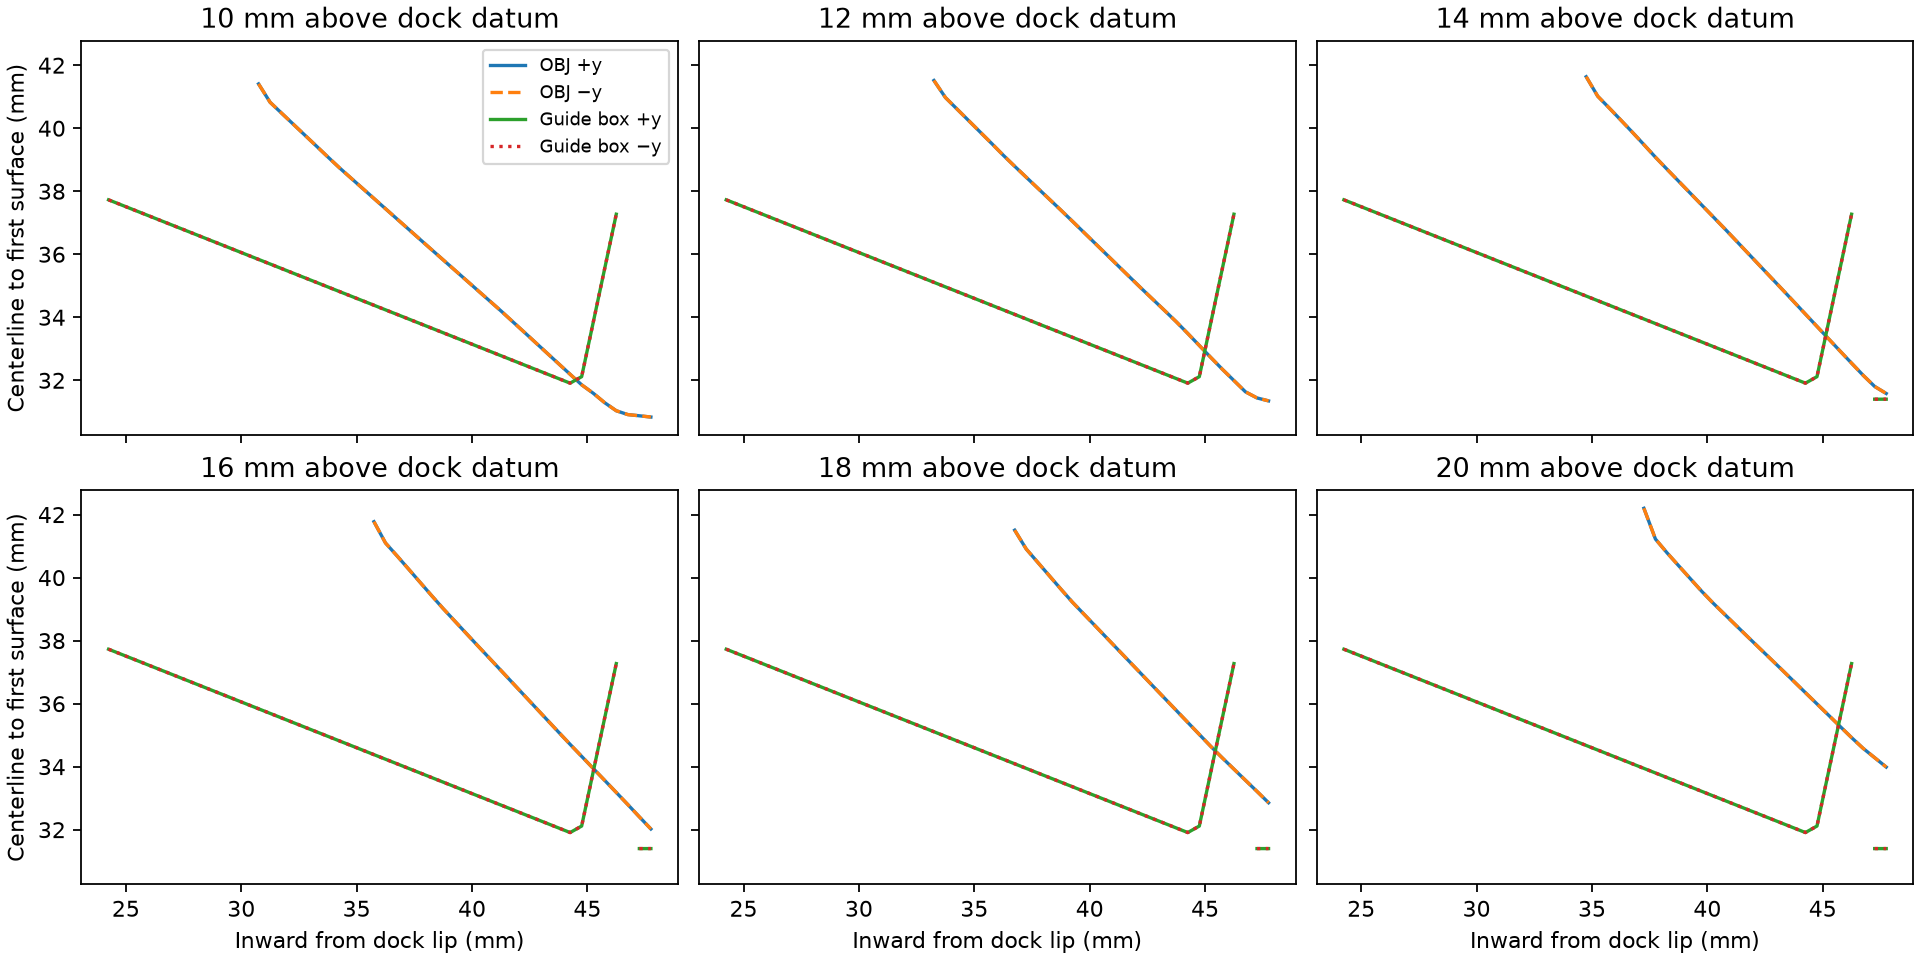 10 mm above dock datum
12 mm above dock datum
14 mm above dock datum
Centerline to first surface (mm)
42
40
38
36
34
32
OBJ +y
OBJ −y
Guide box +y
Guide box −y
16 mm above dock datum
18 mm above dock datum
20 mm above dock datum
Centerline to first surface (mm)
42
40
38
36
34
32
25 30 35 40 45
25 30 35 40 45
25 30 35 40 45
Inward from dock lip (mm)
Inward from dock lip (mm)
Inward from dock lip (mm)